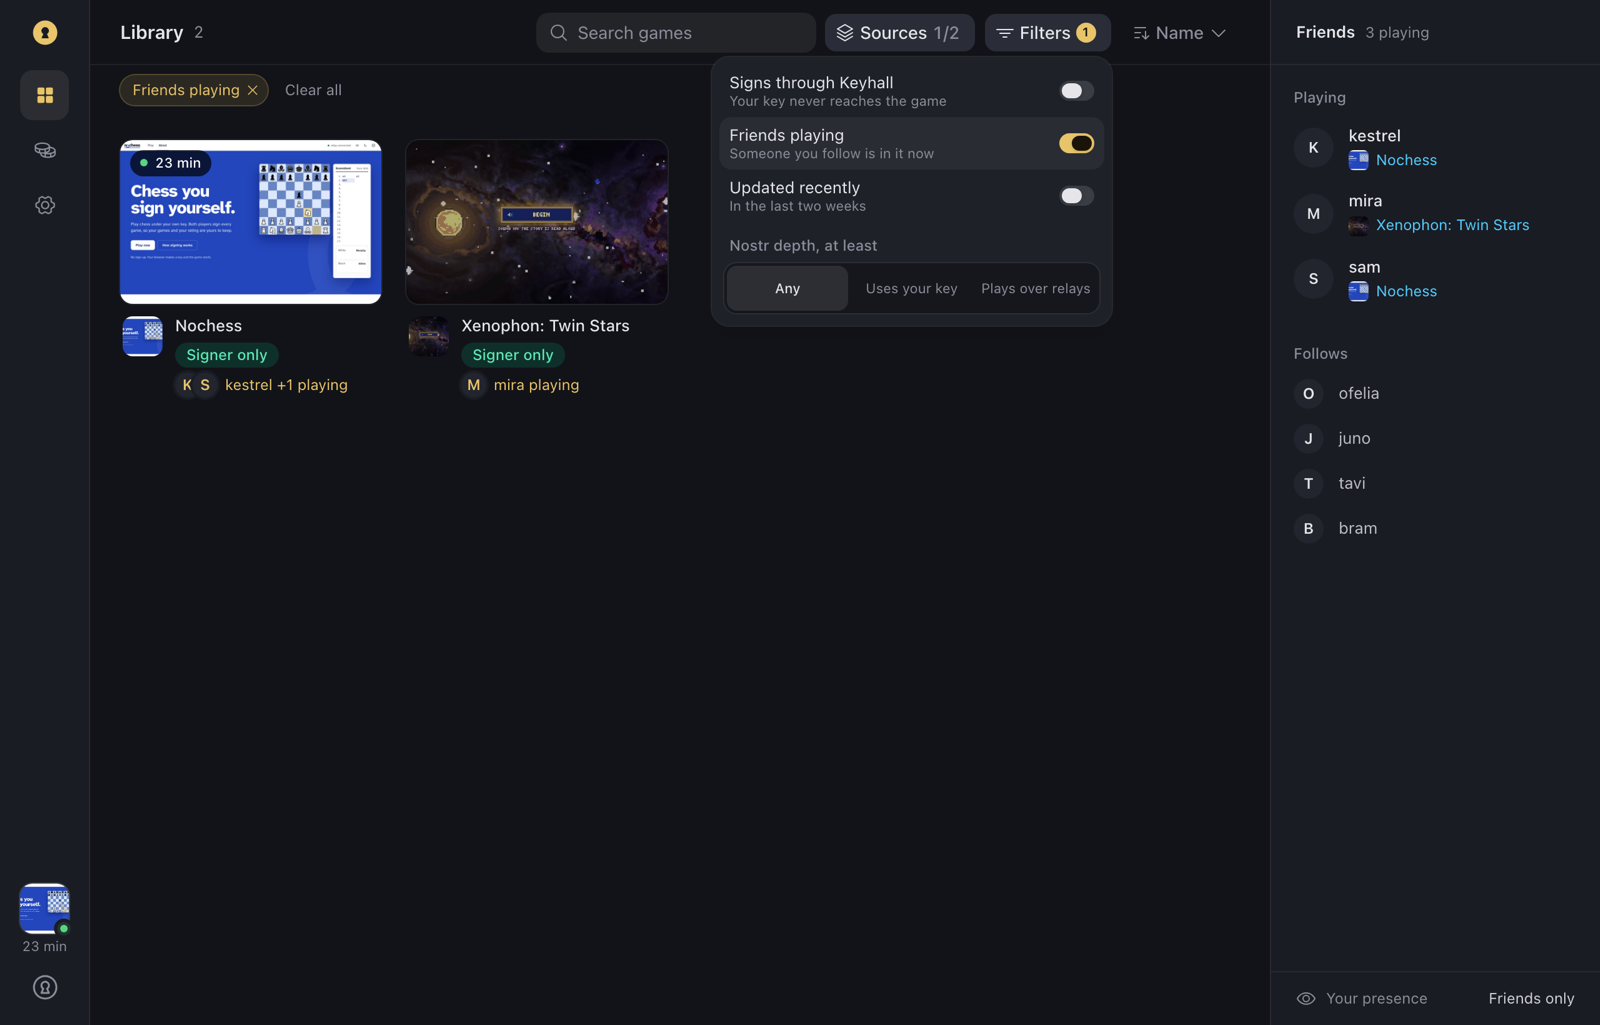 Library 2
Search games
Sources 1/2
Filters 1
Name
Friends 3 playing
Friends playing
Clear all
Signs through Keyhall
Your key never reaches the game
Friends playing
Someone you follow is in it now
Updated recently
In the last two weeks
Nostr depth, at least
Any
Uses your key
Plays over relays
23 min
Chess you
sign yourself.
Play now
BEGIN
Nochess
Signer only
K S kestrel +1 playing
Xenophon: Twin Stars
Signer only
M mira playing
Playing
K
kestrel
Nochess
M
mira
Xenophon: Twin Stars
S
sam
Nochess
Follows
O ofelia
J juno
T tavi
B bram
23 min
Your presence
Friends only